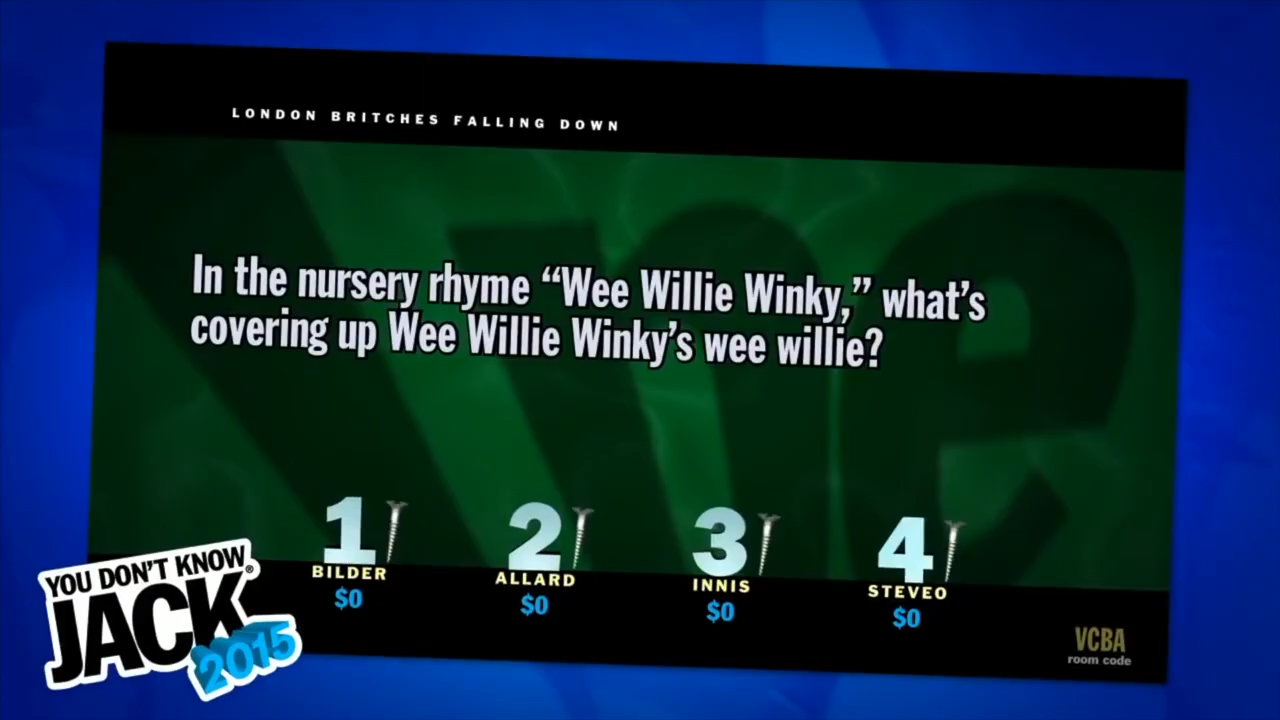 LONDON BRITCHES FALLING DOWN
In the nursery rhyme “Wee Willie Winky,” what’s
covering up Wee Willie Winky’s wee willie?
1 2 3 4
BILDER ALLARD INNIS STEVEO
$0 $0 $0 $0
YOU DON'T KNOW
JACK®
2015
VCBA
room code